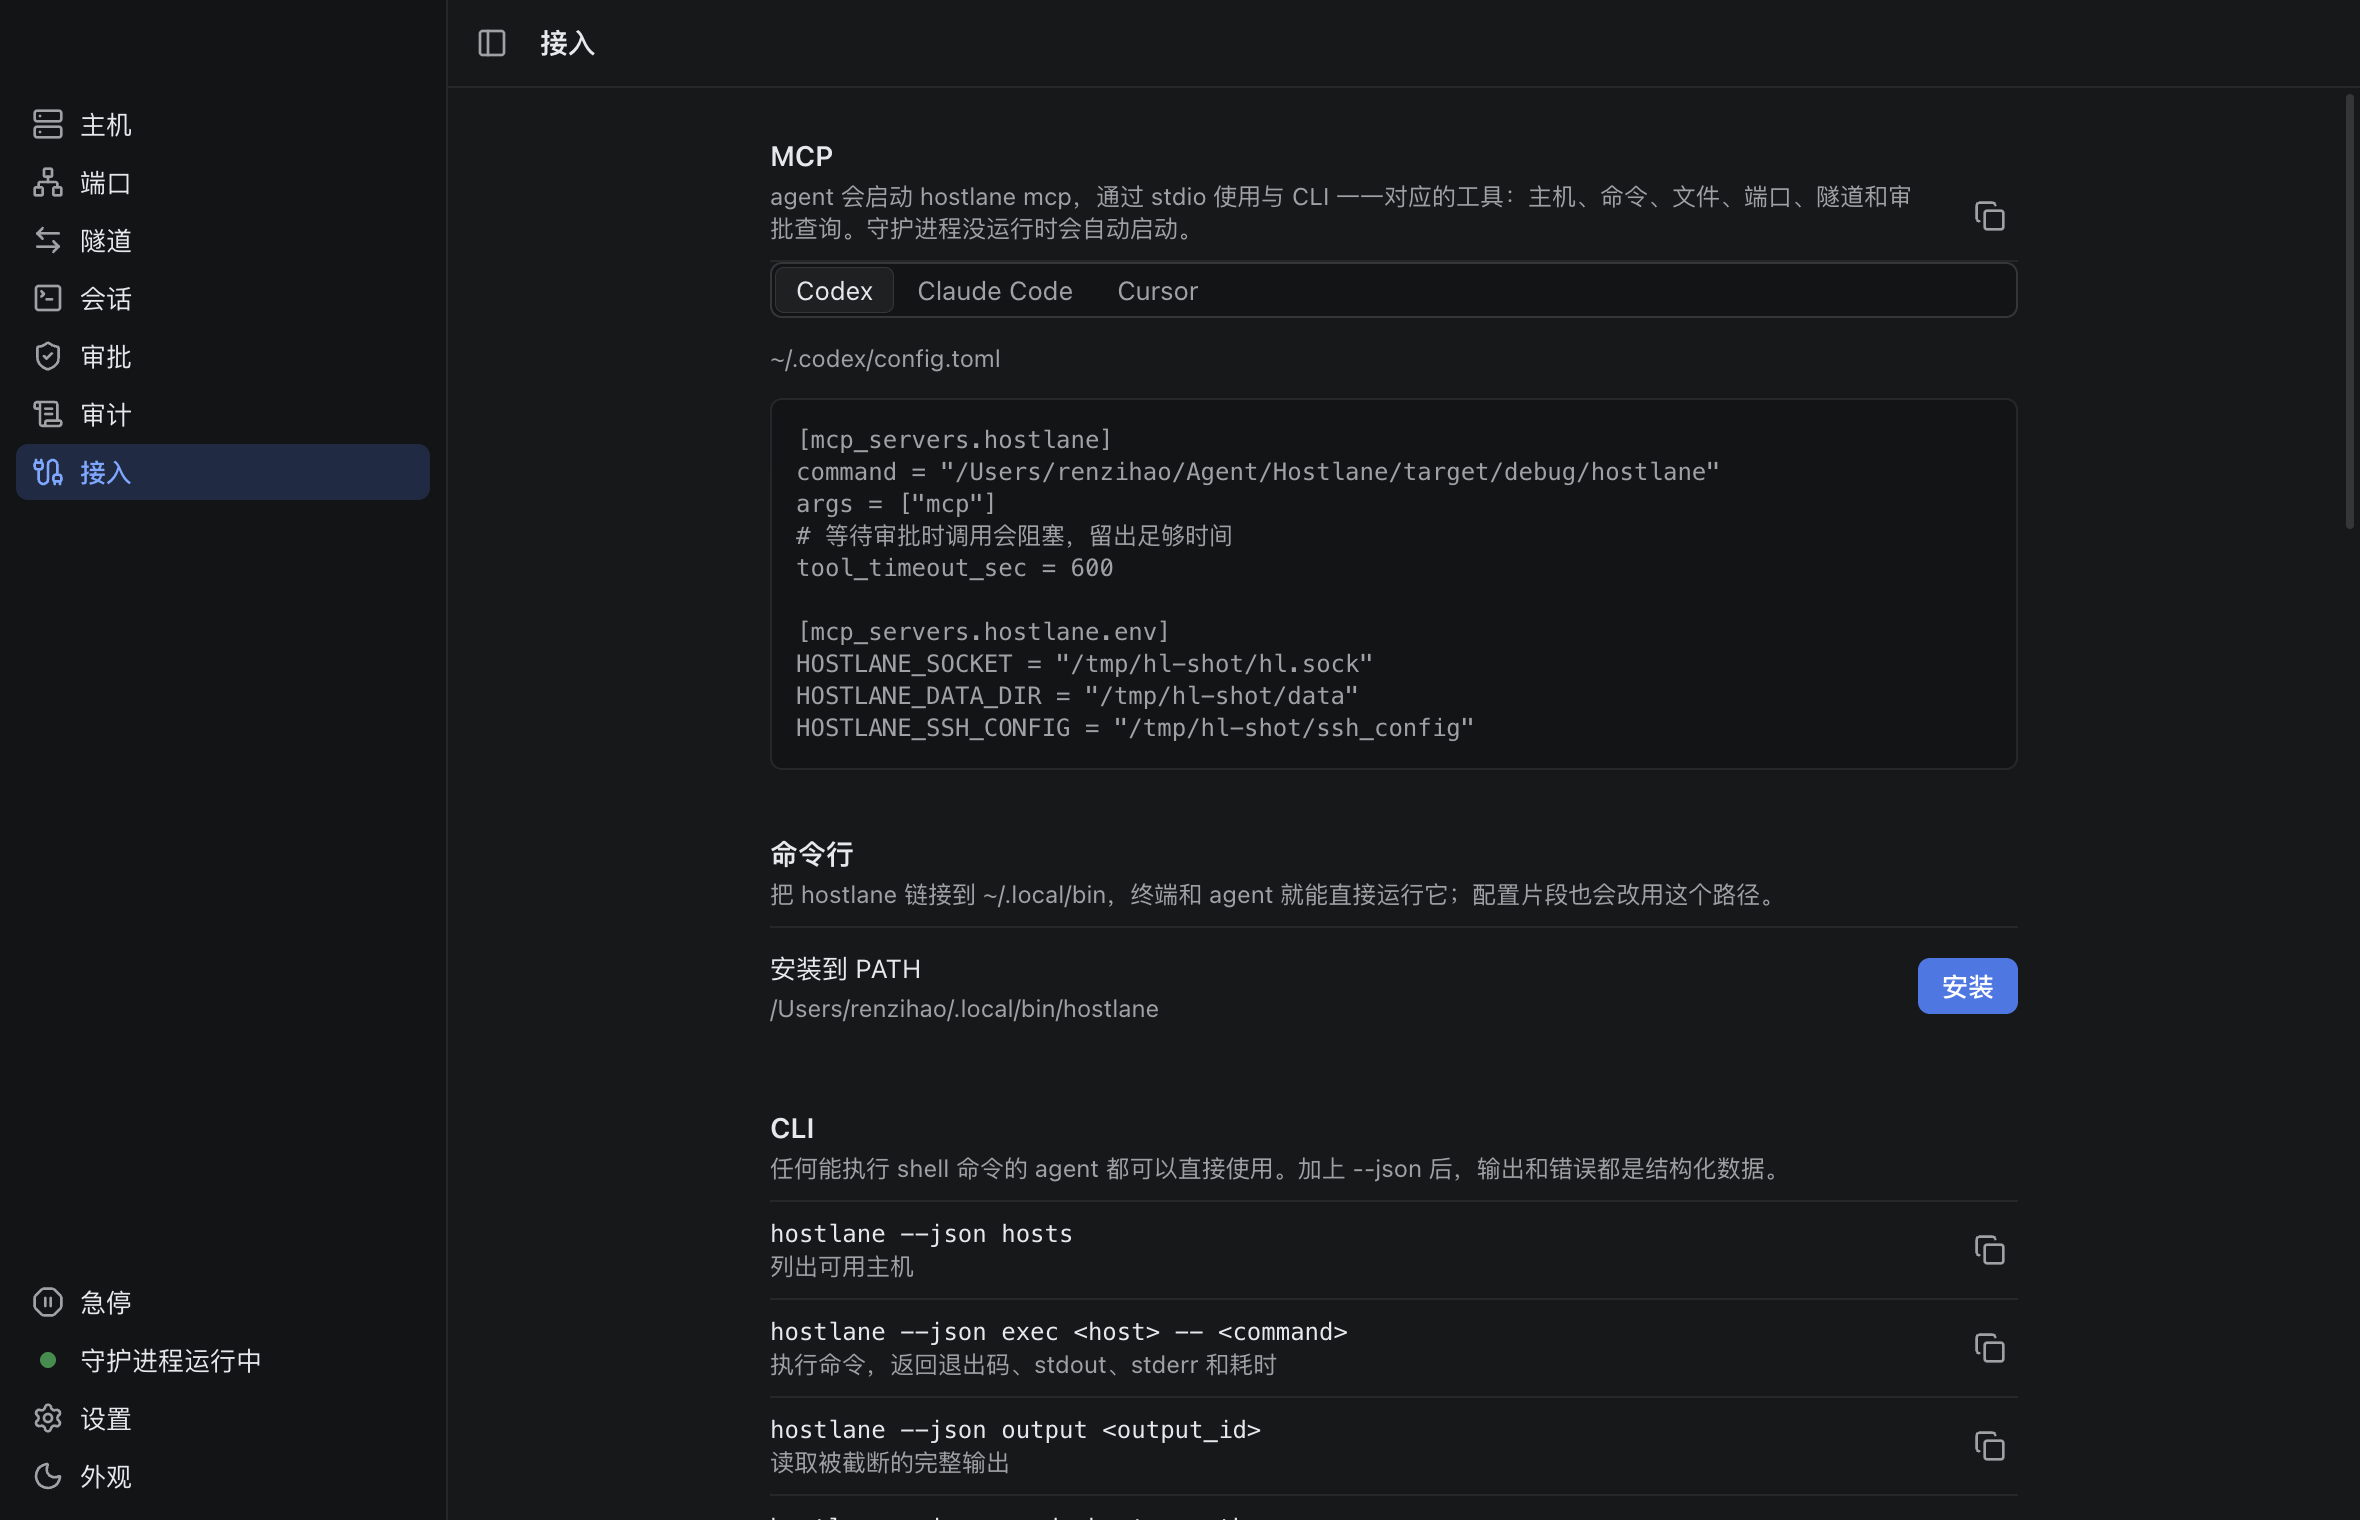 接入
主机
端口
隧道
会话
审批
审计
接入
急停
守护进程运行中
设置
外观
MCP
agent 会启动 hostlane mcp，通过 stdio 使用与 CLI 一一对应的工具：主机、命令、文件、端口、隧道和审
批查询。守护进程没运行时会自动启动。
Codex Claude Code Cursor
~/.codex/config.toml
[mcp_servers.hostlane]
command = "/Users/renzihao/Agent/Hostlane/target/debug/hostlane"
args = ["mcp"]
# 等待审批时调用会阻塞，留出足够时间
tool_timeout_sec = 600
[mcp_servers.hostlane.env]
HOSTLANE_SOCKET = "/tmp/hl-shot/hl.sock"
HOSTLANE_DATA_DIR = "/tmp/hl-shot/data"
HOSTLANE_SSH_CONFIG = "/tmp/hl-shot/ssh_config"
命令行
把 hostlane 链接到 ~/.local/bin，终端和 agent 就能直接运行它；配置片段也会改用这个路径。
安装到 PATH
/Users/renzihao/.local/bin/hostlane
安装
CLI
任何能执行 shell 命令的 agent 都可以直接使用。加上 --json 后，输出和错误都是结构化数据。
hostlane --json hosts
列出可用主机
hostlane --json exec <host> -- <command>
执行命令，返回退出码、stdout、stderr 和耗时
hostlane --json output <output_id>
读取被截断的完整输出